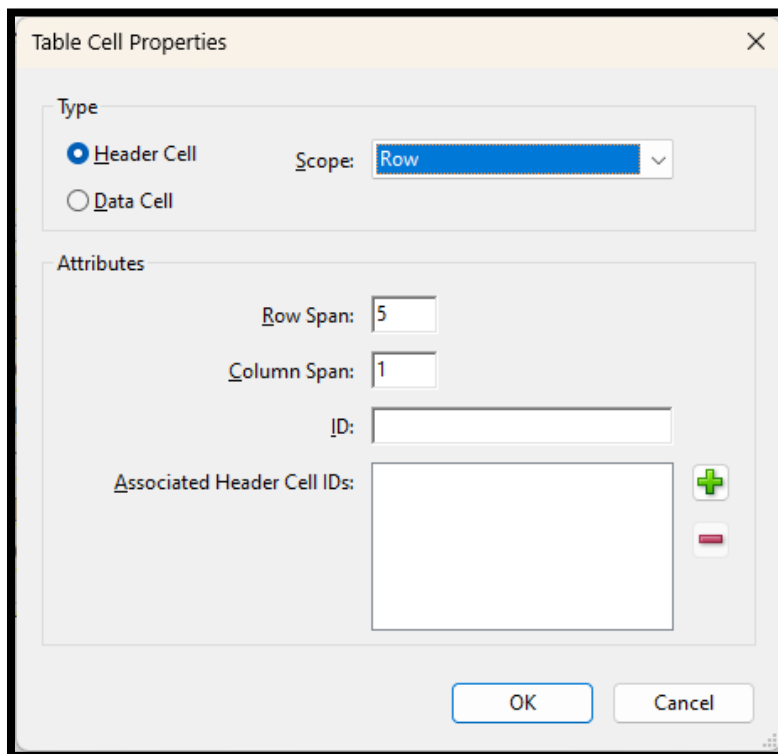 Table Cell Properties
Type
Header Cell
Scope: Row
Data Cell
Attributes
Row Span: 5
Column Span: 1
ID:
Associated Header Cell IDs:
OK Cancel